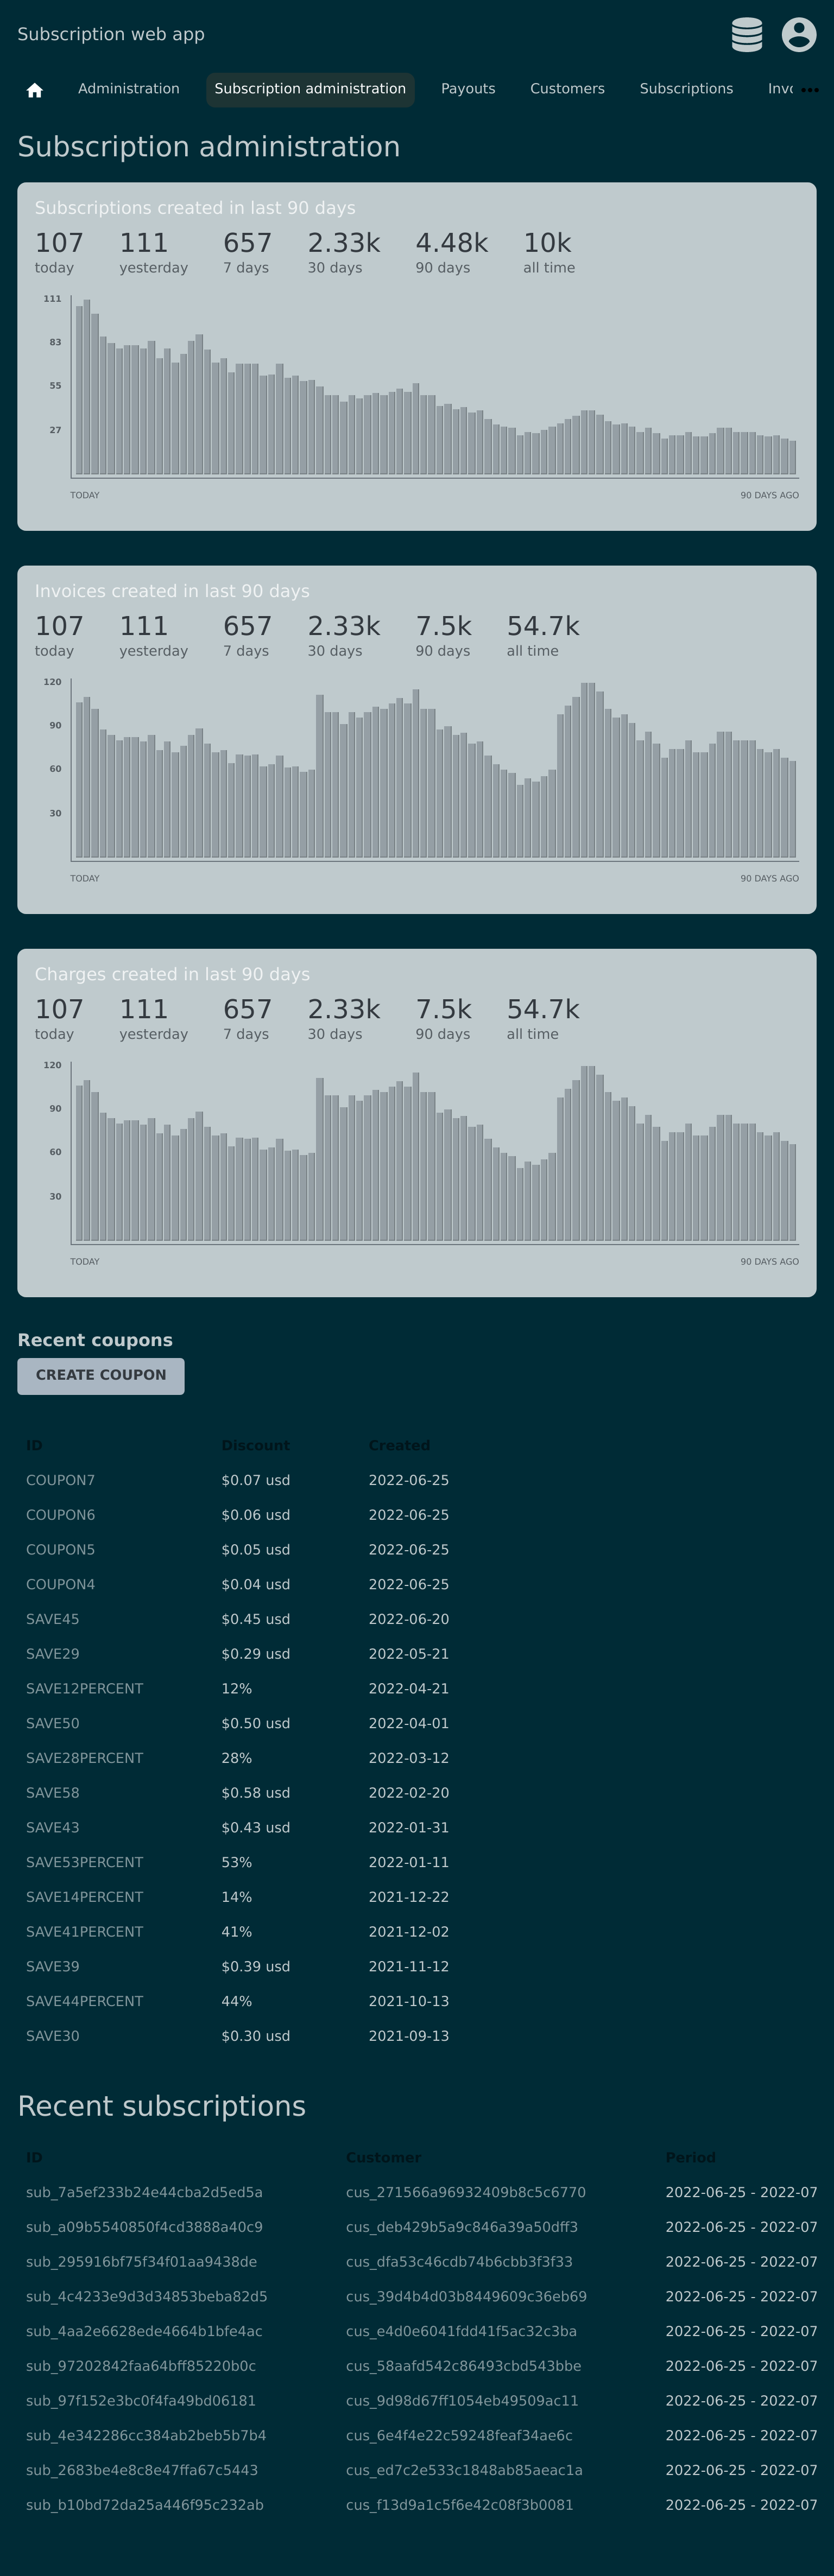 Subscription web app
Administration Subscription administration Payouts Customers Subscriptions Invo
Subscription administration
Subscriptions created in last 90 days
107 111 657 2.33k 4.48k 10k
today yesterday 7 days 30 days 90 days all time
111
83
55
27
TODAY 90 DAYS AGO
Invoices created in last 90 days
107 111 657 2.33k 7.5k 54.7k
today yesterday 7 days 30 days 90 days all time
120
90
60
30
TODAY 90 DAYS AGO
Charges created in last 90 days
107 111 657 2.33k 7.5k 54.7k
today yesterday 7 days 30 days 90 days all time
120
90
60
30
TODAY 90 DAYS AGO
Recent coupons
CREATE COUPON
ID Discount Created
COUPON7 $0.07 usd 2022-06-25
COUPON6 $0.06 usd 2022-06-25
COUPON5 $0.05 usd 2022-06-25
COUPON4 $0.04 usd 2022-06-25
SAVE45 $0.45 usd 2022-06-20
SAVE29 $0.29 usd 2022-05-21
SAVE12PERCENT 12% 2022-04-21
SAVE50 $0.50 usd 2022-04-01
SAVE28PERCENT 28% 2022-03-12
SAVE58 $0.58 usd 2022-02-20
SAVE43 $0.43 usd 2022-01-31
SAVE53PERCENT 53% 2022-01-11
SAVE14PERCENT 14% 2021-12-22
SAVE41PERCENT 41% 2021-12-02
SAVE39 $0.39 usd 2021-11-12
SAVE44PERCENT 44% 2021-10-13
SAVE30 $0.30 usd 2021-09-13
Recent subscriptions
ID Customer Period
sub_7a5ef233b24e44cba2d5ed5a cus_271566a96932409b8c5c6770 2022-06-25 - 2022-07
sub_a09b5540850f4cd3888a40c9 cus_deb429b5a9c846a39a50dff3 2022-06-25 - 2022-07
sub_295916bf75f34f01aa9438de cus_dfa53c46cdb74b6cbb3f3f33 2022-06-25 - 2022-07
sub_4c4233e9d3d34853beba82d5 cus_39d4b4d03b8449609c36eb69 2022-06-25 - 2022-07
sub_4aa2e6628ede4664b1bfe4ac cus_e4d0e6041fdd41f5ac32c3ba 2022-06-25 - 2022-07
sub_97202842faa64bff85220b0c cus_58aafd542c86493cbd543bbe 2022-06-25 - 2022-07
sub_97f152e3bc0f4fa49bd06181 cus_9d98d67ff1054eb49509ac11 2022-06-25 - 2022-07
sub_4e342286cc384ab2beb5b7b4 cus_6e4f4e22c59248feaf34ae6c 2022-06-25 - 2022-07
sub_2683be4e8c8e47ffa67c5443 cus_ed7c2e533c1848ab85aeac1a 2022-06-25 - 2022-07
sub_b10bd72da25a446f95c232ab cus_f13d9a1c5f6e42c08f3b0081 2022-06-25 - 2022-07